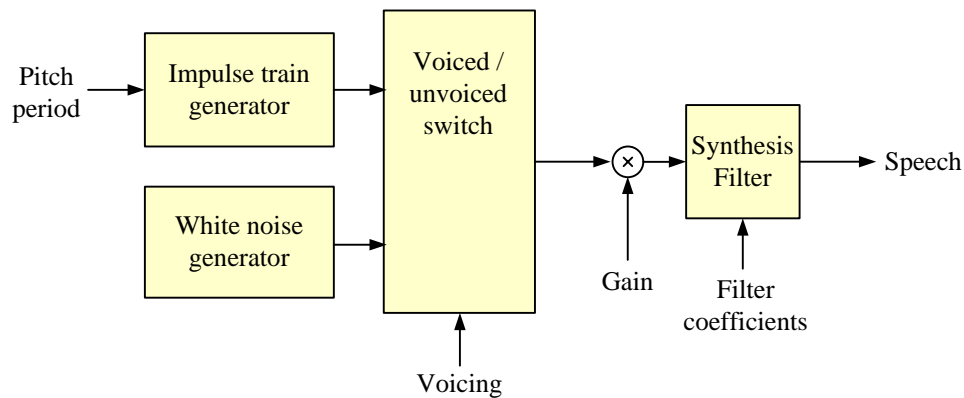 Pitch
period
Impulse train
generator
White noise
generator
Voiced /
unvoiced
switch
Voicing
×
Gain
Synthesis
Filter
Filter
coefficients
Speech